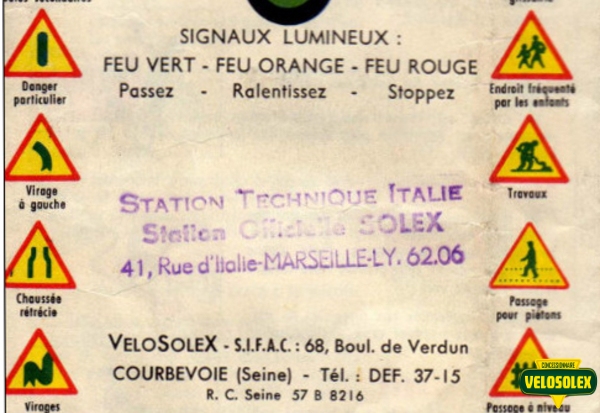 SIGNAUX LUMINEUX :
FEU VERT - FEU ORANGE - FEU ROUGE
Passez - Ralentissez - Stoppez
Danger
particulier
Virage
à gauche
Chaussée
rétrécie
Virages
Endroit fréquenté
par les enfants
Travaux
Passage
pour piétons
Passage à niveau
STATION TECHNIQUE ITALIE
Station Officielle SOLEX
41, Rue d'Italie-MARSEILLE-LY. 62.06
VELOSOLEX - S.I.F.A.C. : 68, Boul. de Verdun
COURBEVOIE (Seine) - Tél. : DEF. 37-15
R. C. Seine 57 B 8216
CONCESSIONNAIRE
VELOSOLEX